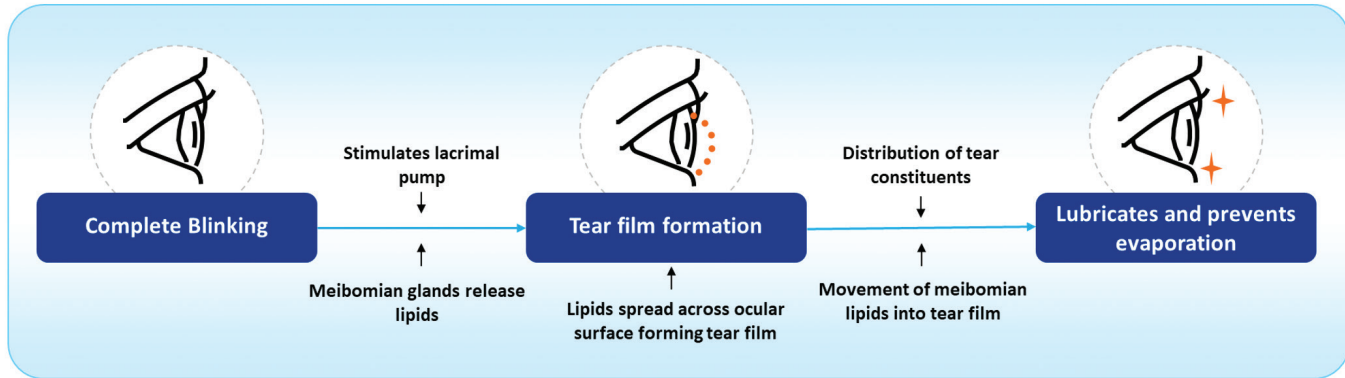 Complete Blinking
Stimulates lacrimal
pump
Meibomian glands release
lipids
Tear film formation
Lipids spread across ocular
surface forming tear film
Distribution of tear
constituents
Movement of meibomian
lipids into tear film
Lubricates and prevents
evaporation